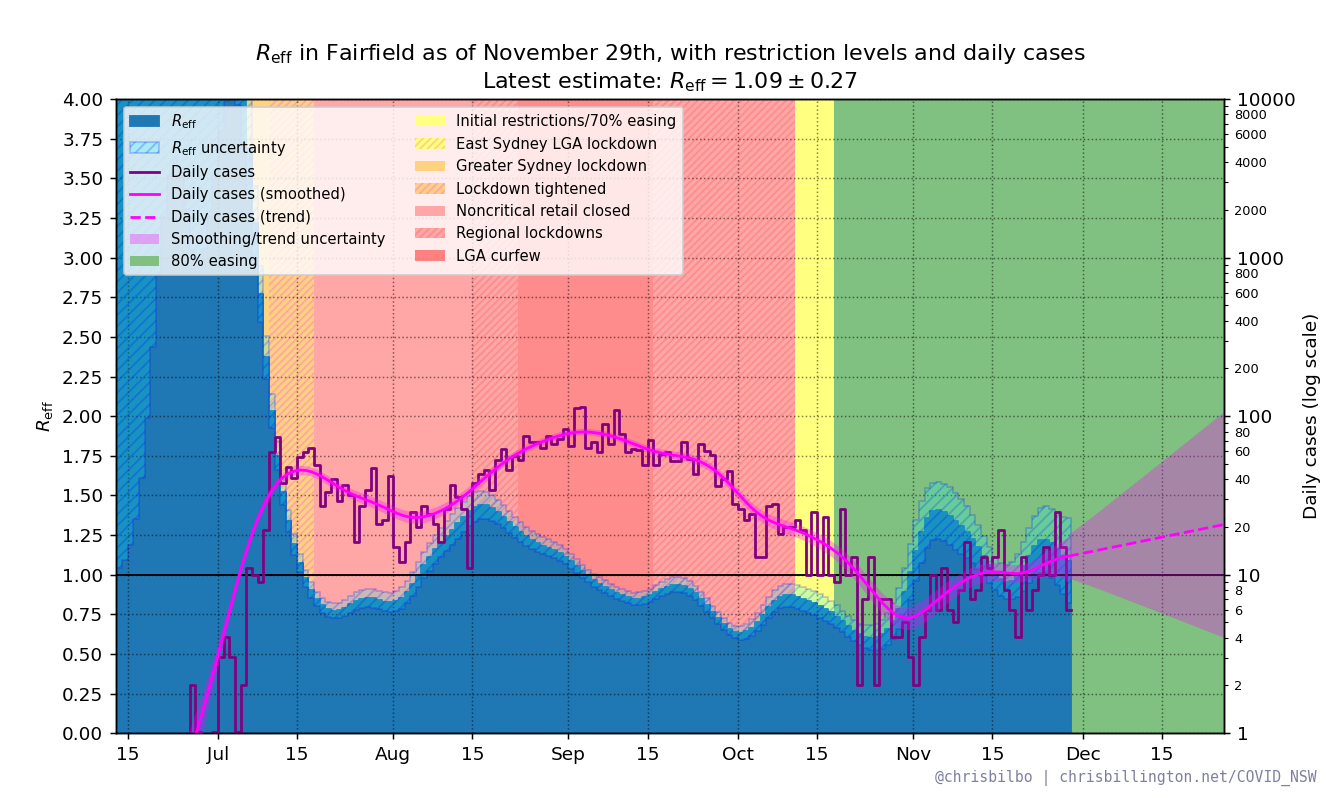 R_eff in Fairfield as of November 29th, with restriction levels and daily cases
Latest estimate: R_eff = 1.09 ± 0.27
R_eff
R_eff uncertainty
Daily cases
Daily cases (smoothed)
Daily cases (trend)
Smoothing/trend uncertainty
80% easing
Initial restrictions/70% easing
East Sydney LGA lockdown
Greater Sydney lockdown
Lockdown tightened
Noncritical retail closed
Regional lockdowns
LGA curfew
R_eff
4.00
3.75
3.50
3.25
3.00
2.75
2.50
2.25
2.00
1.75
1.50
1.25
1.00
0.75
0.50
0.25
0.00
15
Jul
15
Aug
15
Sep
15
Oct
15
Nov
15
Dec
15
10000
8000
6000
4000
2000
1000
800
600
400
200
100
80
60
40
20
10
8
6
4
2
1
Daily cases (log scale)
@chrisbilbo | chrisbillington.net/COVID_NSW